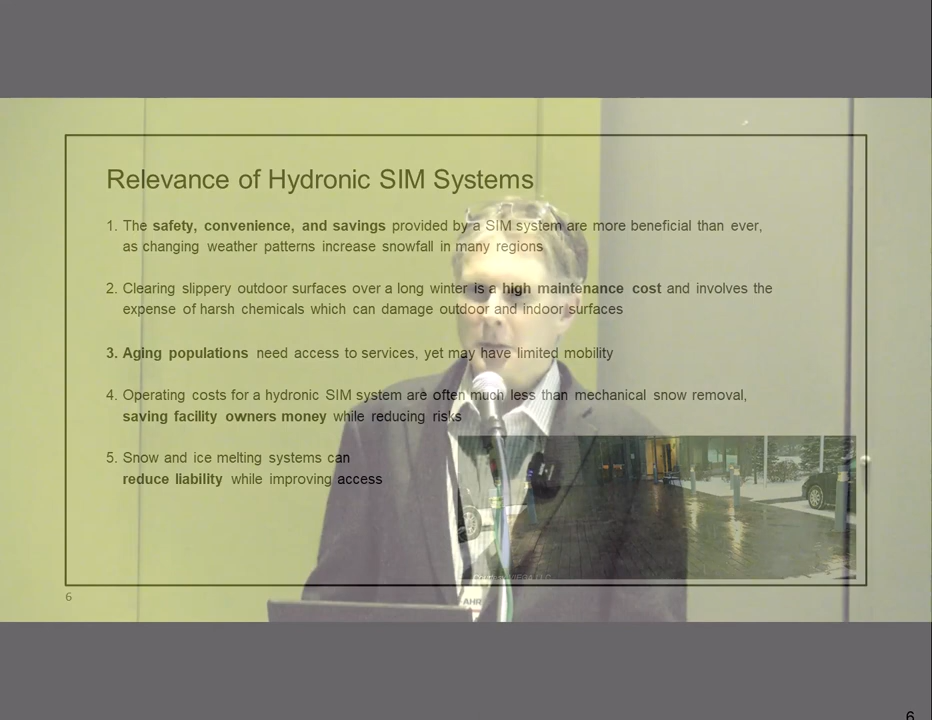 Relevance of Hydronic SIM Systems
1. The safety, convenience, and savings provided by a SIM system are more beneficial than ever,
as changing weather patterns increase snowfall in many regions
2. Clearing slippery outdoor surfaces over a long winter is a high maintenance cost and involves the
expense of harsh chemicals which can damage outdoor and indoor surfaces
3. Aging populations need access to services, yet may have limited mobility
4. Operating costs for a hydronic SIM system are often much less than mechanical snow removal,
saving facility owners money while reducing risks
5. Snow and ice melting systems can
reduce liability while improving access
6
AHR
6